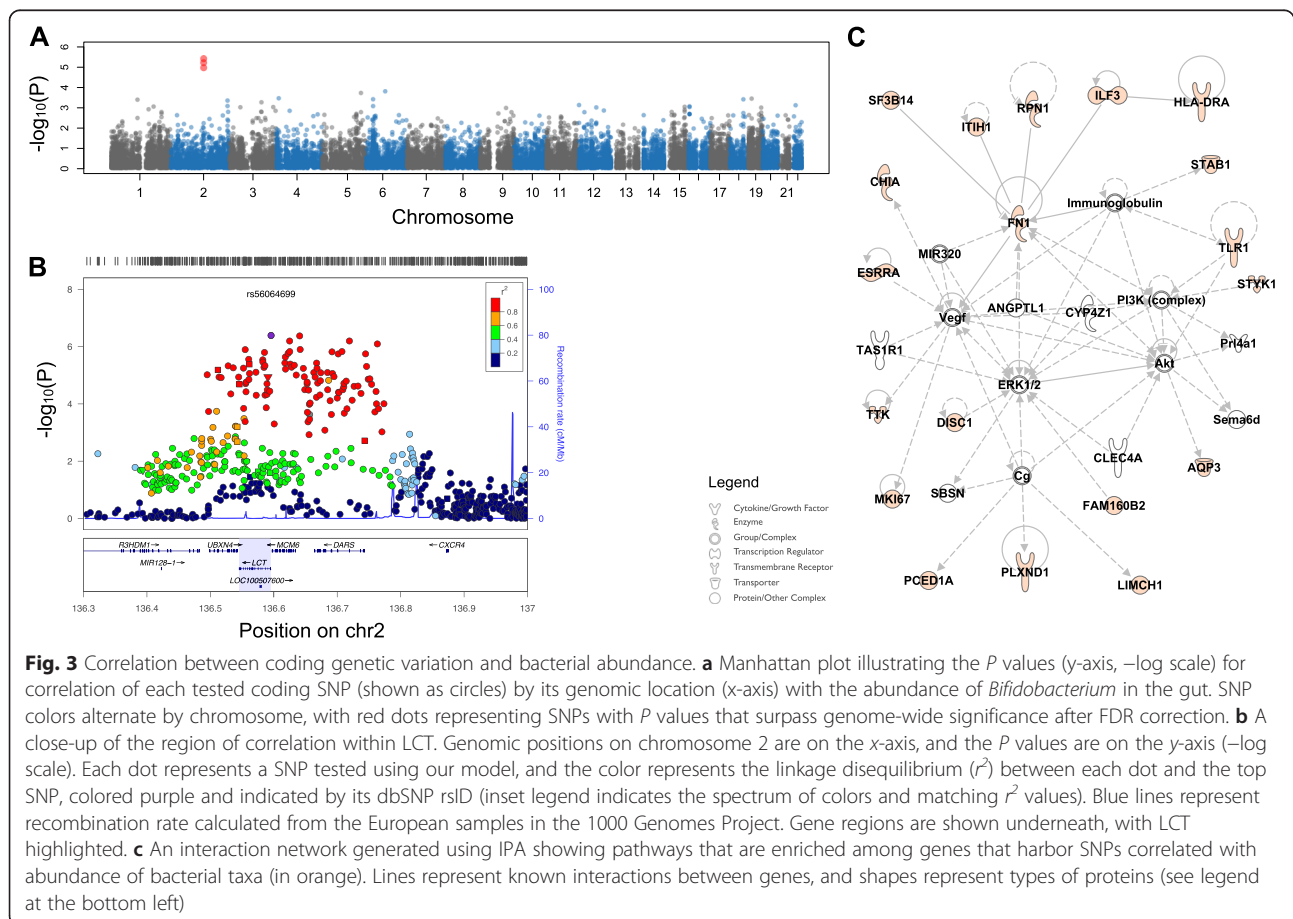 A
-log10(P)
6
5
4
3
2
1
0
1 2 3 4 5 6 7 8 9 10 11 12 13 14 15 17 19 21
Chromosome
B
rs56064699
r2
0.8
0.6
0.4
0.2
-log10(P)
8
6
4
2
0
100
80
60
40
20
0
Recombination rate (cM/Mb)
R3HDM1→ UBXN4→ ←MCM6 ←DARS ←CXCR4
MIR128−1→ ←LCT
LOC100507600→
136.3 136.4 136.5 136.6 136.7 136.8 136.9 137
Position on chr2
C
SF3B14
ITIH1
RPN1
ILF3
HLA-DRA
STAB1
CHIA
Immunoglobulin
FN1
TLR1
MIR320
ESRRA
STYK1
PI3K (complex)
ANGPTL1
CYP4Z1
Vegf
TAS1R1
Prl4a1
Akt
ERK1/2
TTK
DISC1
Sema6d
CLEC4A
AQP3
Cg
MKI67
SBSN
FAM160B2
PCED1A
PLXND1
LIMCH1
Legend
Cytokine/Growth Factor
Enzyme
Group/Complex
Transcription Regulator
Transmembrane Receptor
Transporter
Protein/Other Complex
Fig. 3 Correlation between coding genetic variation and bacterial abundance. a Manhattan plot illustrating the P values (y-axis, −log scale) for
correlation of each tested coding SNP (shown as circles) by its genomic location (x-axis) with the abundance of Bifidobacterium in the gut. SNP
colors alternate by chromosome, with red dots representing SNPs with P values that surpass genome-wide significance after FDR correction. b A
close-up of the region of correlation within LCT. Genomic positions on chromosome 2 are on the x-axis, and the P values are on the y-axis (−log
scale). Each dot represents a SNP tested using our model, and the color represents the linkage disequilibrium (r2) between each dot and the top
SNP, colored purple and indicated by its dbSNP rsID (inset legend indicates the spectrum of colors and matching r2 values). Blue lines represent
recombination rate calculated from the European samples in the 1000 Genomes Project. Gene regions are shown underneath, with LCT
highlighted. c An interaction network generated using IPA showing pathways that are enriched among genes that harbor SNPs correlated with
abundance of bacterial taxa (in orange). Lines represent known interactions between genes, and shapes represent types of proteins (see legend
at the bottom left)